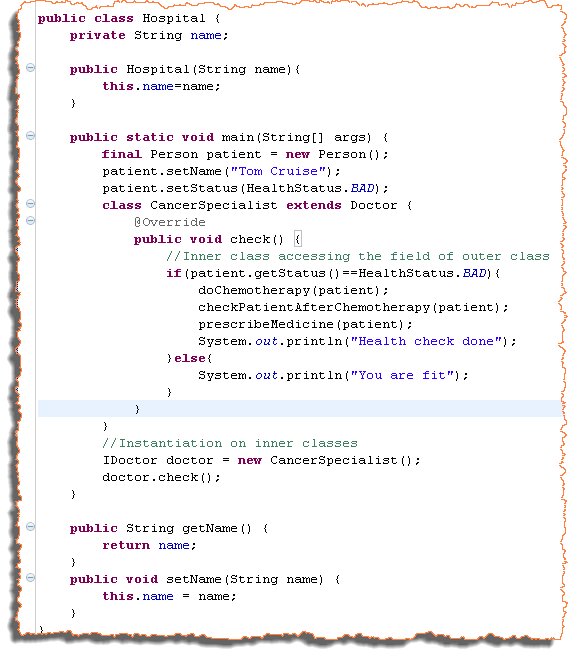 public class Hospital {
    private String name;

    public Hospital(String name){
        this.name=name;
    }

    public static void main(String[] args) {
        final Person patient = new Person();
        patient.setName("Tom Cruise");
        patient.setStatus(HealthStatus.BAD);
        class CancerSpecialist extends Doctor {
            @Override
            public void check() {
                //Inner class accessing the field of outer class
                if(patient.getStatus()==HealthStatus.BAD){
                    doChemotherapy(patient);
                    checkPatientAfterChemotherapy(patient);
                    prescribeMedicine(patient);
                    System.out.println("Health check done");
                }else{
                    System.out.println("You are fit");
                }
            }
        }
        //Instantiation on inner classes
        IDoctor doctor = new CancerSpecialist();
        doctor.check();
    }

    public String getName() {
        return name;
    }
    public void setName(String name) {
        this.name = name;
    }
}